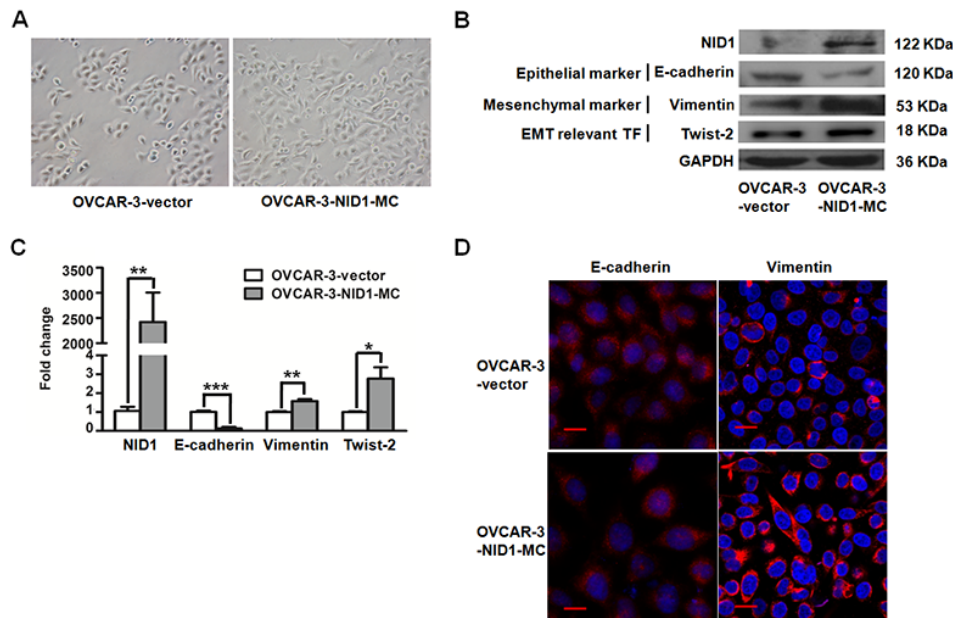 A
OVCAR-3-vector
OVCAR-3-NID1-MC
B
NID1
122 KDa
Epithelial marker
E-cadherin
120 KDa
Mesenchymal marker
Vimentin
53 KDa
EMT relevant TF
Twist-2
18 KDa
GAPDH
36 KDa
OVCAR-3
-vector
OVCAR-3
-NID1-MC
C
OVCAR-3-vector
OVCAR-3-NID1-MC
Fold change
3500
3000
2500
2000
4
3
2
1
0
**
***
**
*
NID1
E-cadherin
Vimentin
Twist-2
D
E-cadherin
Vimentin
OVCAR-3
-vector
OVCAR-3
-NID1-MC